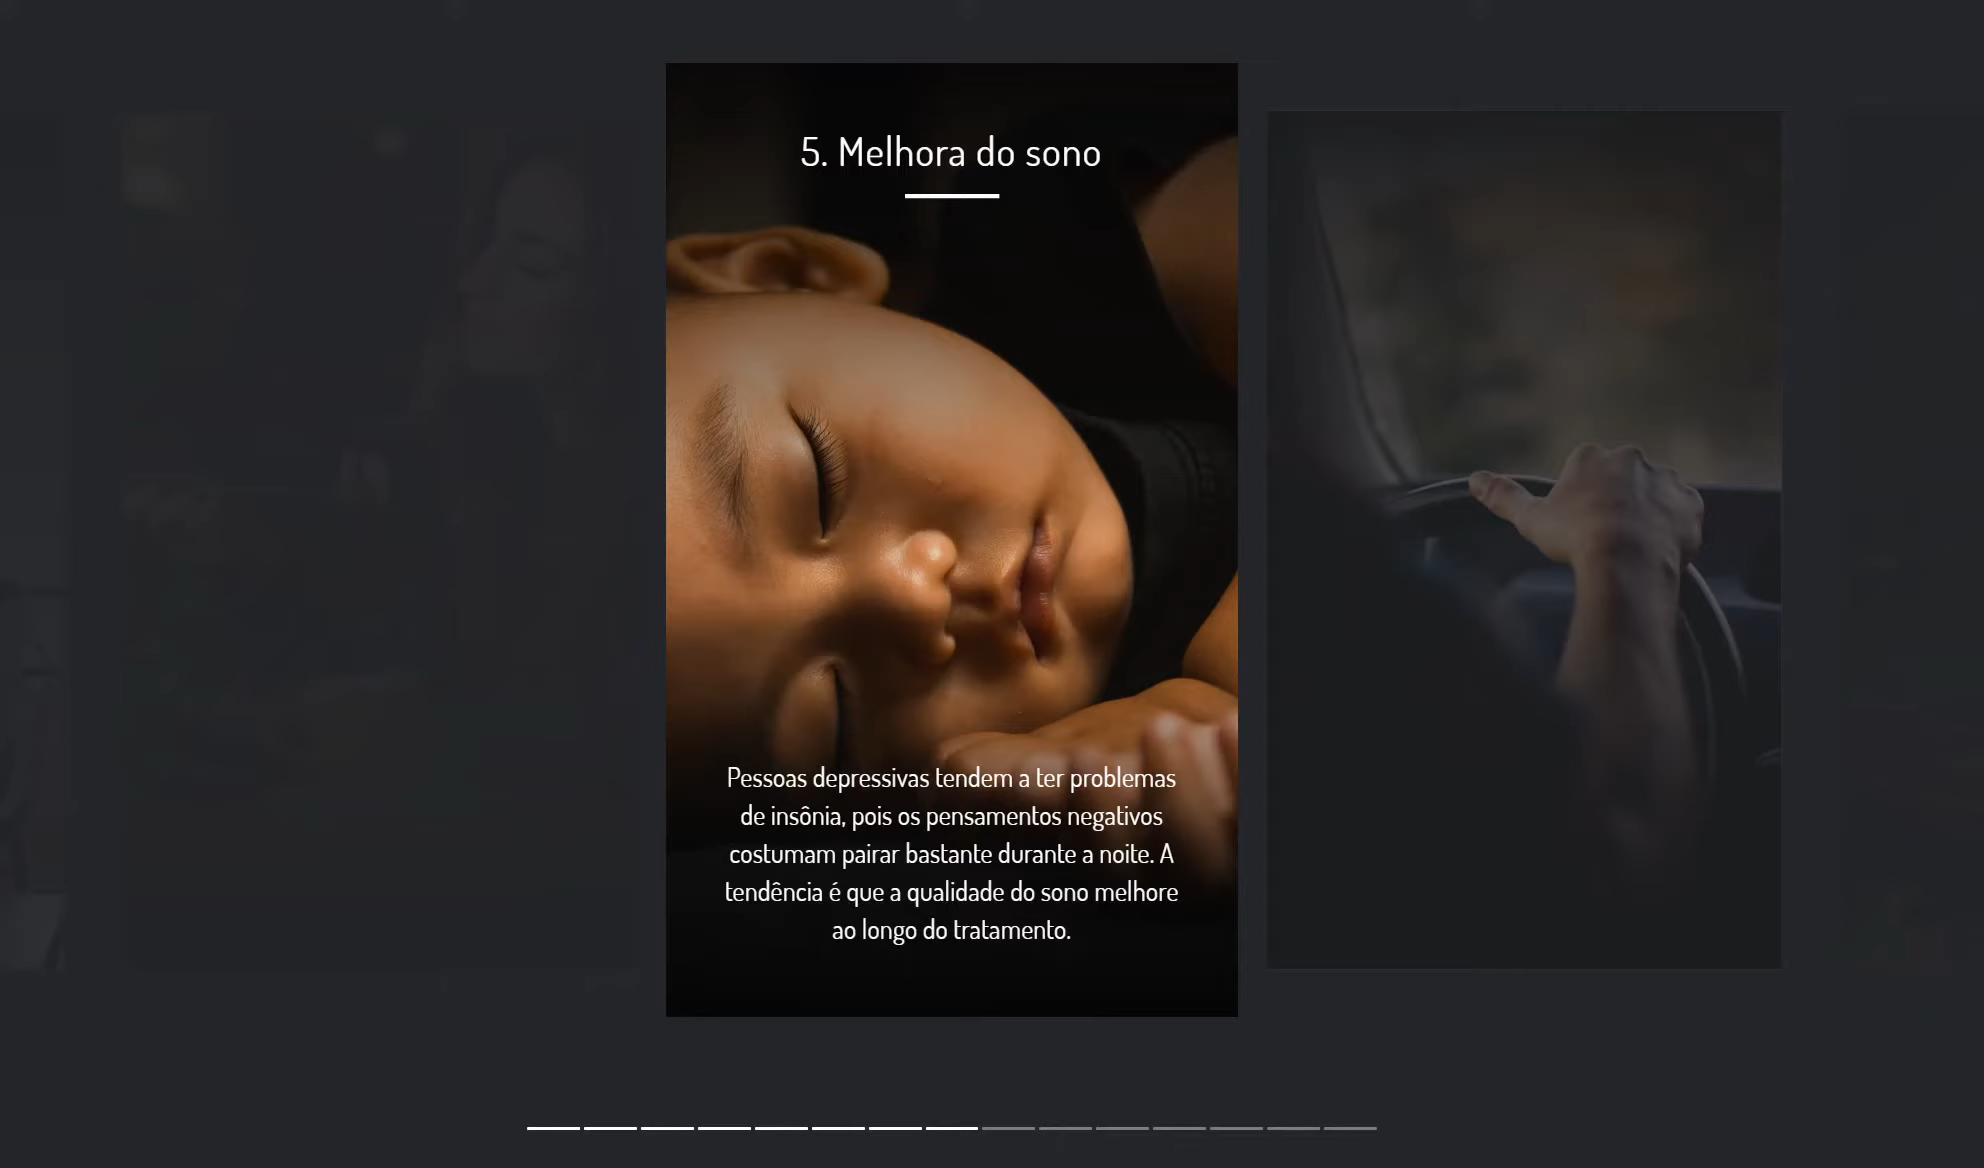 5. Melhora do sono
Pessoas depressivas tendem a ter problemas
de insônia, pois os pensamentos negativos
costumam pairar bastante durante a noite. A
tendência é que a qualidade do sono melhore
ao longo do tratamento.